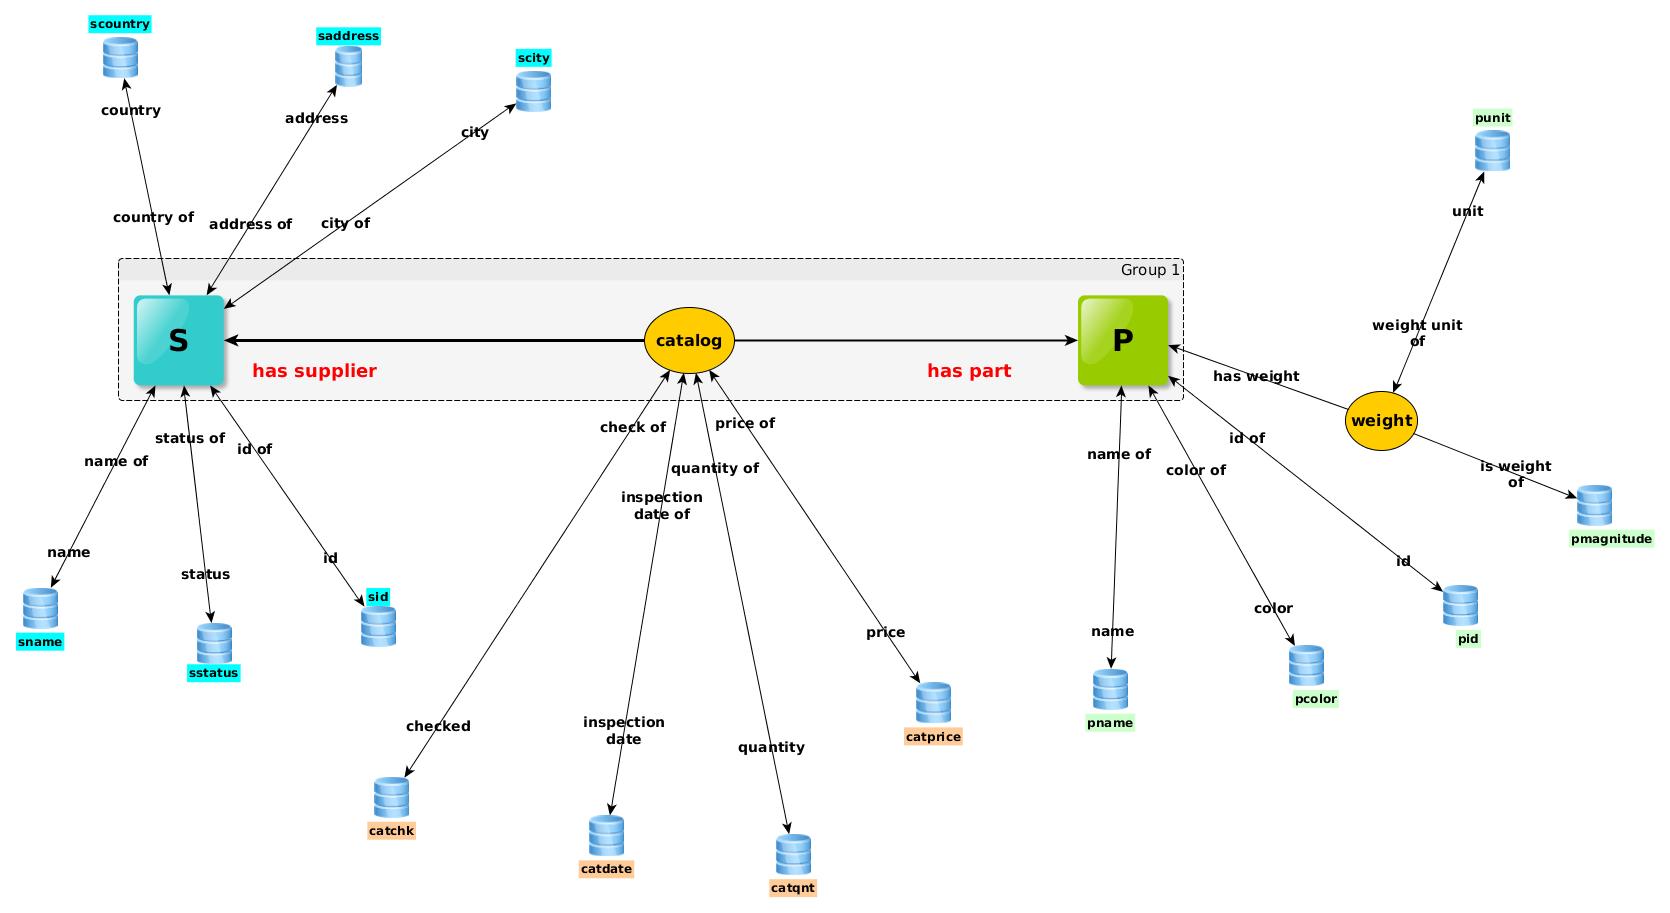 scountry
saddress
scity
country
address
city
punit
unit
country of
address of
city of
Group 1
S
catalog
P
has supplier
has part
weight unit
of
has weight
weight
check of
price of
status of
id of
name of
quantity of
inspection
date of
name of
id of
color of
is weight
of
pmagnitude
name
status
id
sid
sname
sstatus
id
color
name
price
pid
pcolor
pname
checked
inspection
date
quantity
catprice
catchk
catdate
catqnt